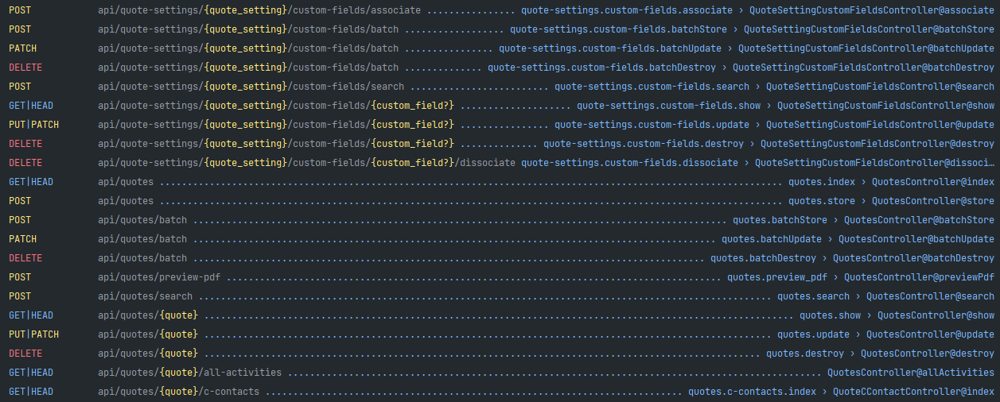 POST api/quote-settings/{quote_setting}/custom-fields/associate ................ quote-settings.custom-fields.associate › QuoteSettingCustomFieldsController@associate
POST api/quote-settings/{quote_setting}/custom-fields/batch .................. quote-settings.custom-fields.batchStore › QuoteSettingCustomFieldsController@batchStore
PATCH api/quote-settings/{quote_setting}/custom-fields/batch ................ quote-settings.custom-fields.batchUpdate › QuoteSettingCustomFieldsController@batchUpdate
DELETE api/quote-settings/{quote_setting}/custom-fields/batch .............. quote-settings.custom-fields.batchDestroy › QuoteSettingCustomFieldsController@batchDestroy
POST api/quote-settings/{quote_setting}/custom-fields/search ......................... quote-settings.custom-fields.search › QuoteSettingCustomFieldsController@search
GET|HEAD api/quote-settings/{quote_setting}/custom-fields/{custom_field?} .................... quote-settings.custom-fields.show › QuoteSettingCustomFieldsController@show
PUT|PATCH api/quote-settings/{quote_setting}/custom-fields/{custom_field?} ................ quote-settings.custom-fields.update › QuoteSettingCustomFieldsController@update
DELETE api/quote-settings/{quote_setting}/custom-fields/{custom_field?} .............. quote-settings.custom-fields.destroy › QuoteSettingCustomFieldsController@destroy
DELETE api/quote-settings/{quote_setting}/custom-fields/{custom_field?}/dissociate quote-settings.custom-fields.dissociate › QuoteSettingCustomFieldsController@dissoci…
GET|HEAD api/quotes ................................................................................................................ quotes.index › QuotesController@index
POST api/quotes ................................................................................................................ quotes.store › QuotesController@store
POST api/quotes/batch ................................................................................................ quotes.batchStore › QuotesController@batchStore
PATCH api/quotes/batch .............................................................................................. quotes.batchUpdate › QuotesController@batchUpdate
DELETE api/quotes/batch ............................................................................................ quotes.batchDestroy › QuotesController@batchDestroy
POST api/quotes/preview-pdf ......................................................................................... quotes.preview_pdf › QuotesController@previewPdf
POST api/quotes/search ....................................................................................................... quotes.search › QuotesController@search
GET|HEAD api/quotes/{quote} .......................................................................................................... quotes.show › QuotesController@show
PUT|PATCH api/quotes/{quote} ...................................................................................................... quotes.update › QuotesController@update
DELETE api/quotes/{quote} .................................................................................................... quotes.destroy › QuotesController@destroy
GET|HEAD api/quotes/{quote}/all-activities ................................................................................................ QuotesController@allActivities
GET|HEAD api/quotes/{quote}/c-contacts ........................................................................... quotes.c-contacts.index › QuoteCContactController@index